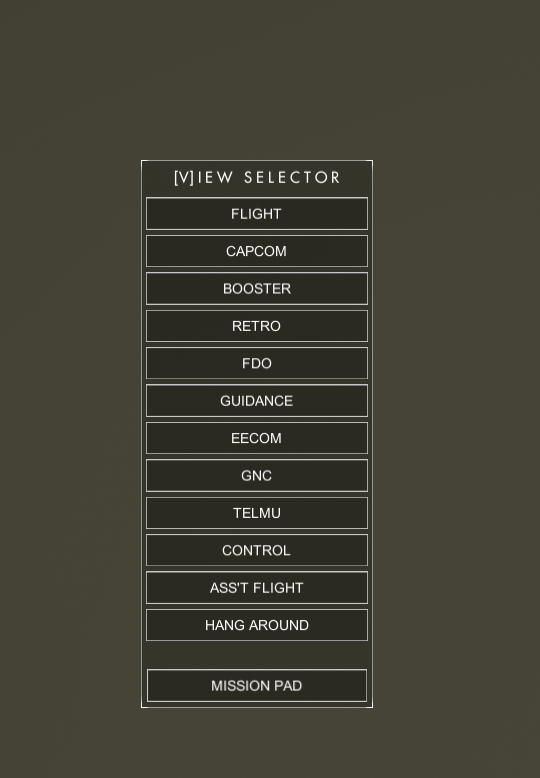 [V]IEW SELECTOR
FLIGHT
CAPCOM
BOOSTER
RETRO
FDO
GUIDANCE
EECOM
GNC
TELMU
CONTROL
ASS'T FLIGHT
HANG AROUND
MISSION PAD